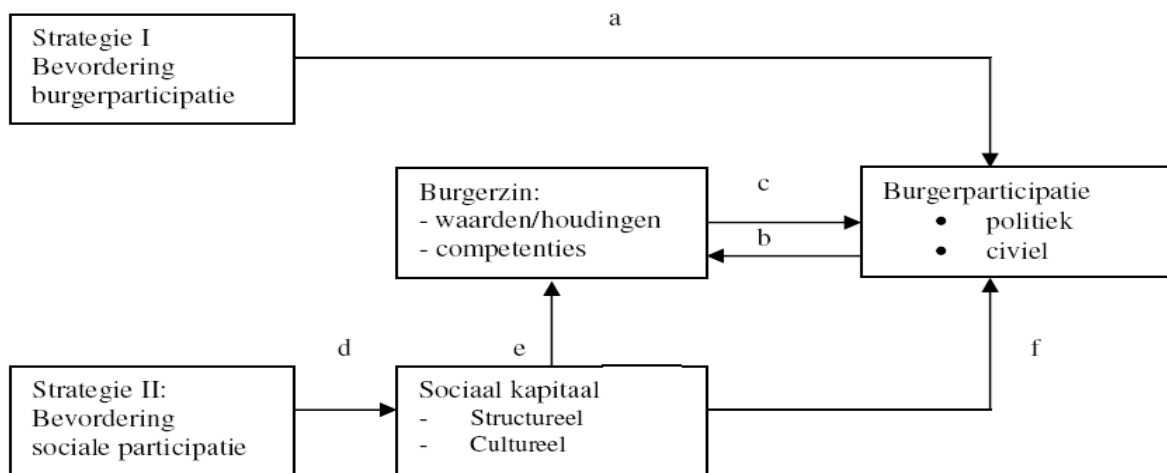 a
Strategie I
Bevordering
burgerparticipatie
Burgerzin:
- waarden/houdingen
- competenties
c
b
Burgerparticipatie
• politiek
• civiel
d
e
f
Strategie II:
Bevordering
sociale participatie
Sociaal kapitaal
- Structureel
- Cultureel